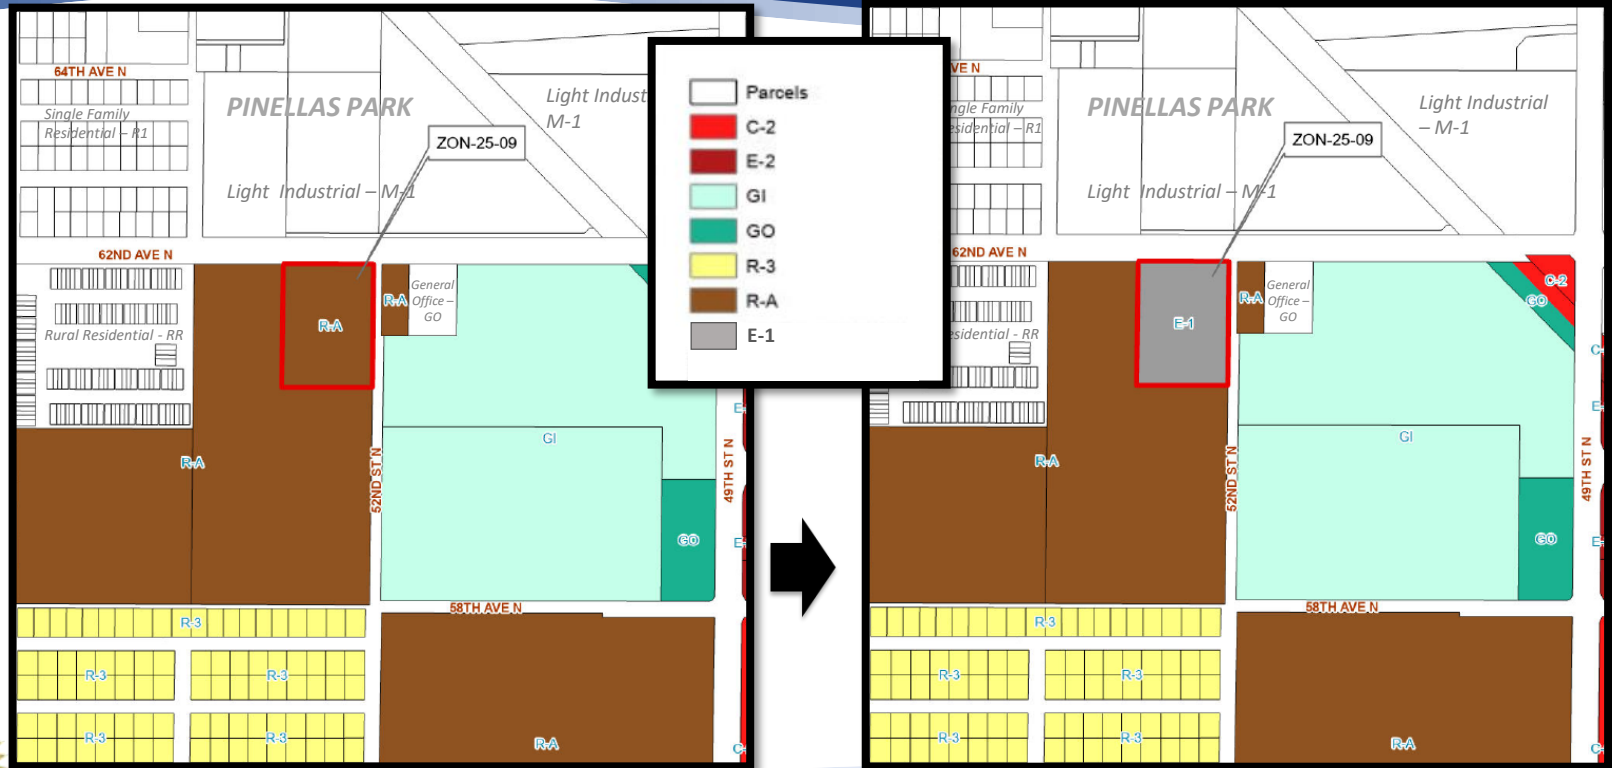 64TH AVE N
Single Family
Residential – R1
PINELLAS PARK
Light Indust
M-1
ZON-25-09
Light Industrial – M-1
62ND AVE N
R-A
R-A
General
Office –
GO
Rural Residential - RR
R-A
GI
52ND ST N
49TH ST N
GO
E-
E-
58TH AVE N
R-3
R-3
R-3
R-3
R-3
R-A
C-
Parcels
C-2
E-2
GI
GO
R-3
R-A
E-1
VE N
ngle Family
esidential – R1
PINELLAS PARK
Light Industrial
– M-1
ZON-25-09
Light Industrial – M-1
62ND AVE N
E-1
R-A
General
Office –
GO
C-2
GO
esidential - RR
C-
E-
R-A
GI
52ND ST N
49TH ST N
GO
E-
58TH AVE N
R-3
R-3
R-3
R-3
R-3
R-A
C-